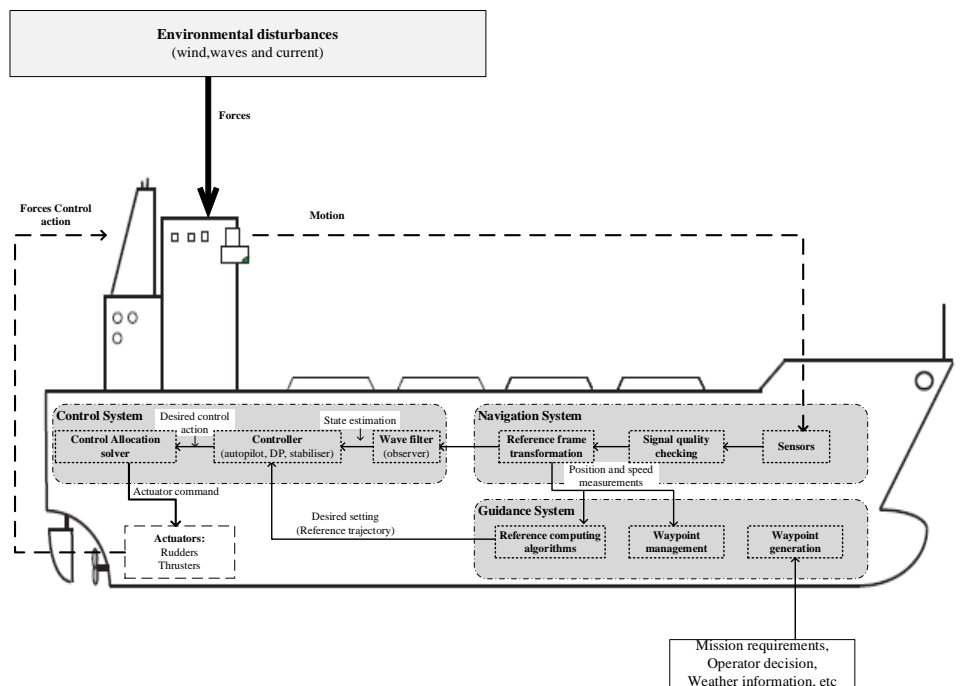 Environmental disturbances
(wind,waves and current)
Forces
Forces Control
action
Motion
Control System
Desired control
action
State estimation
Control Allocation
solver
Controller
(autopilot, DP, stabiliser)
Wave filter
(observer)
Navigation System
Reference frame
transformation
Signal quality
checking
Sensors
Position and speed
measurements
Actuator command
Actuators:
Rudders
Thrusters
Desired setting
(Reference trajectory)
Guidance System
Reference computing
algorithms
Waypoint
management
Waypoint
generation
Mission requirements,
Operator decision,
Weather information, etc